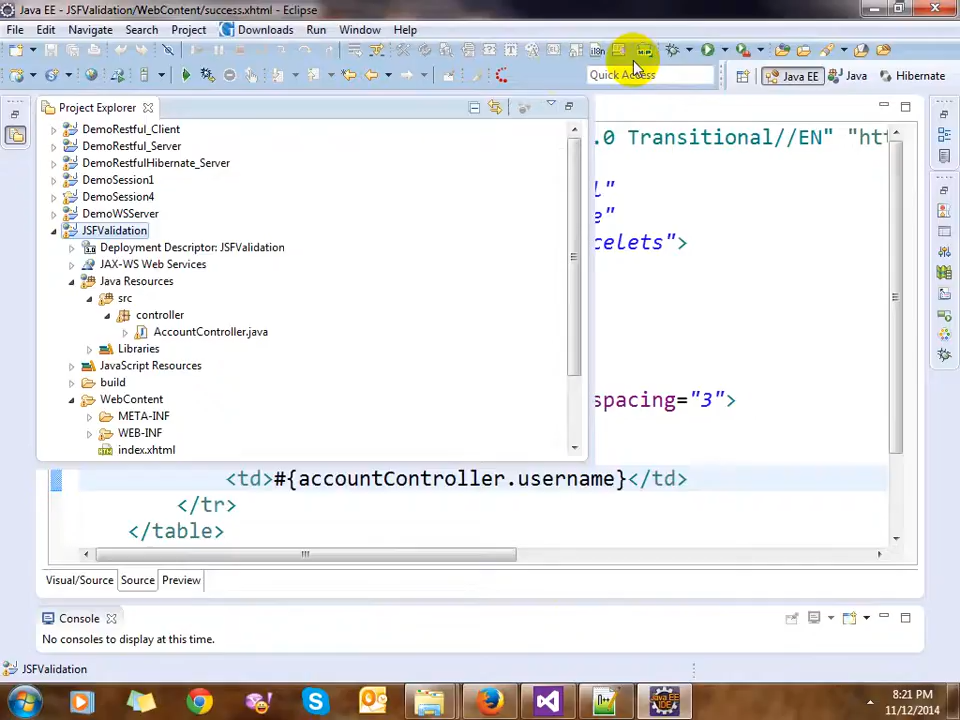 Java EE - JSFValidation/WebContent/success.xhtml - Eclipse
File Edit Navigate Search Project Downloads Run Window Help
Quick Access
Java EE Java Hibernate
Project Explorer
DemoRestful_Client
DemoRestful_Server
DemoRestfulHibernate_Server
DemoSession1
DemoSession4
DemoWSServer
JSFValidation
Deployment Descriptor: JSFValidation
JAX-WS Web Services
Java Resources
src
controller
AccountController.java
Libraries
JavaScript Resources
build
WebContent
META-INF
WEB-INF
index.xhtml
.0 Transitional//EN" "ht
l"
e"
celets">
spacing="3">
<td>#{accountController.username}</td>
</tr>
</table>
Visual/Source Source Preview
Console
No consoles to display at this time.
JSFValidation
8:21 PM
11/12/2014